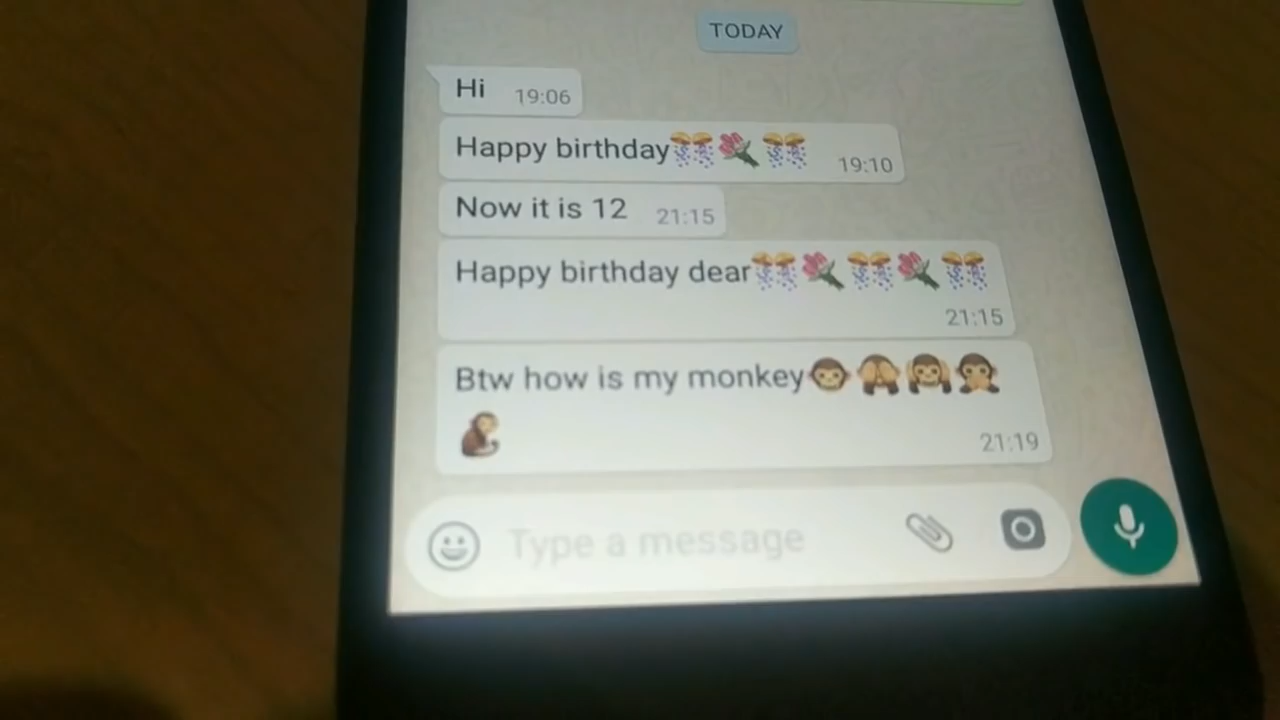 TODAY
Hi 19:06
Happy birthday🎊💐🎊 19:10
Now it is 12 21:15
Happy birthday dear🎊💐🎊💐🎊
21:15
Btw how is my monkey🐵🙈🙉🙊
🐒
21:19
Type a message